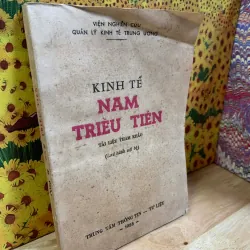 VIỆN NGHIÊN CỨU
QUẢN LÝ KINH TẾ TRUNG ƯƠNG
KINH TẾ
NAM
TRIỀU TIÊN
TÀI LIỆU THAM KHẢO
TRUNG TÂM THÔNG TIN — TƯ LIỆU